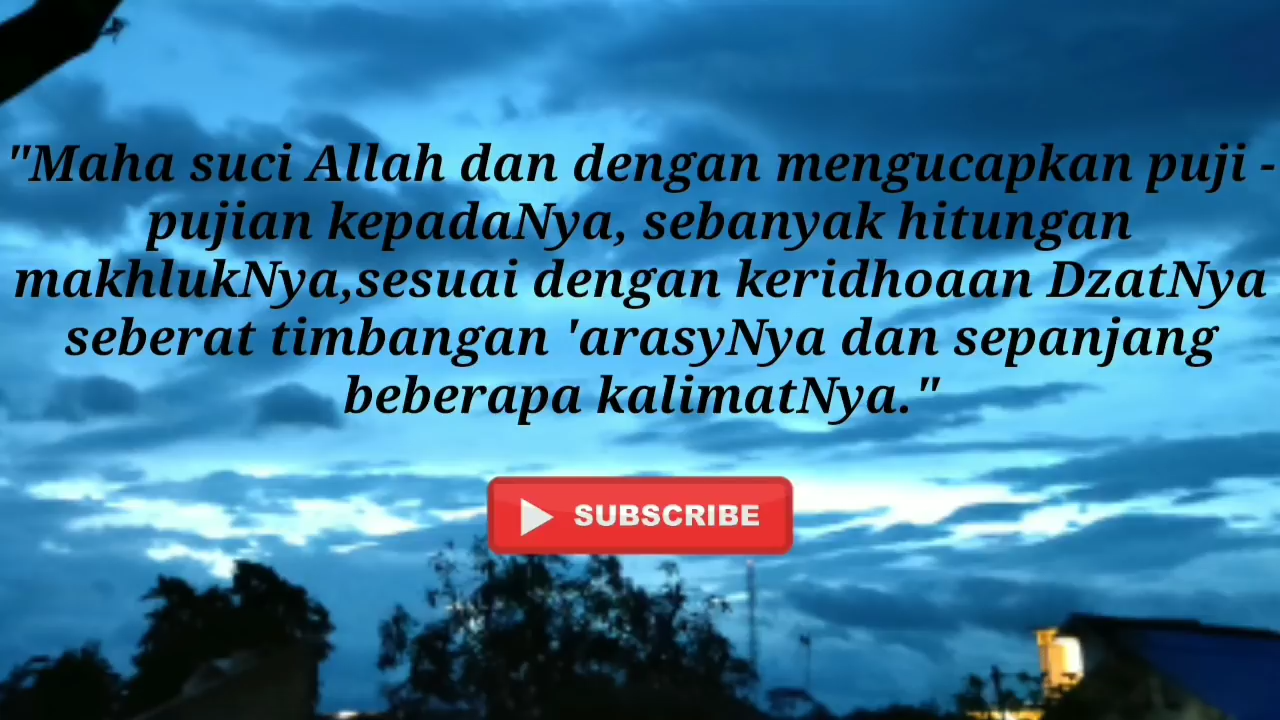 "Maha suci Allah dan dengan mengucapkan puji -
pujian kepadaNya, sebanyak hitungan
makhlukNya,sesuai dengan keridhoaan DzatNya
seberat timbangan 'arasyNya dan sepanjang
beberapa kalimatNya."
SUBSCRIBE